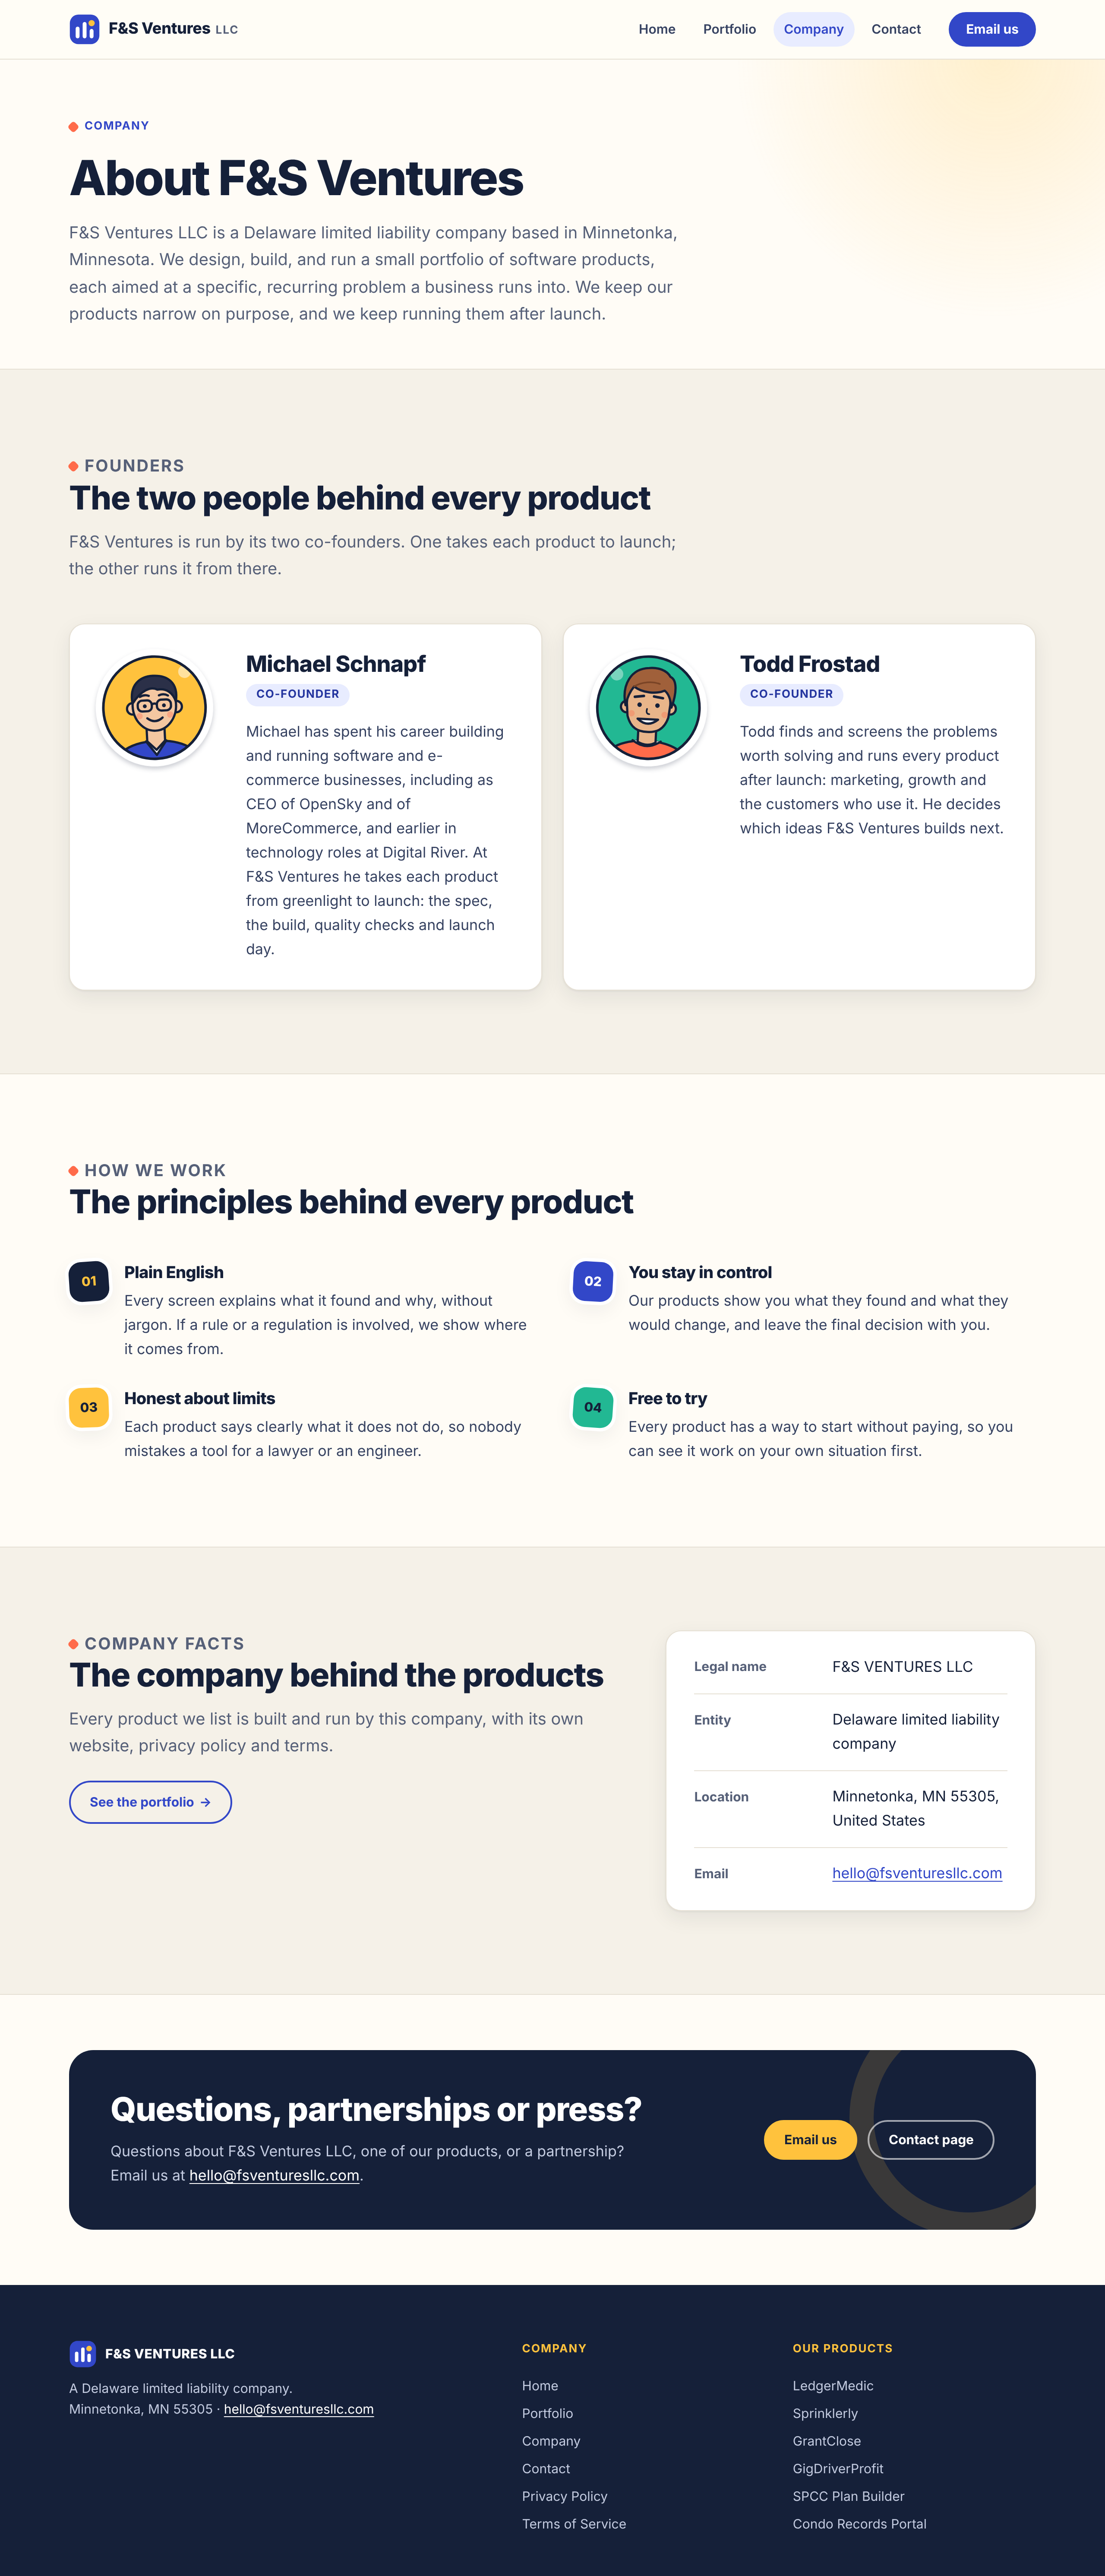 F&S Ventures LLC
Home
Portfolio
Company
Contact
Email us
COMPANY
About F&S Ventures
F&S Ventures LLC is a Delaware limited liability company based in Minnetonka,
Minnesota. We design, build, and run a small portfolio of software products,
each aimed at a specific, recurring problem a business runs into. We keep our
products narrow on purpose, and we keep running them after launch.
FOUNDERS
The two people behind every product
F&S Ventures is run by its two co-founders. One takes each product to launch;
the other runs it from there.
Michael Schnapf
CO-FOUNDER
Michael has spent his career building
and running software and e-
commerce businesses, including as
CEO of OpenSky and of
MoreCommerce, and earlier in
technology roles at Digital River. At
F&S Ventures he takes each product
from greenlight to launch: the spec,
the build, quality checks and launch
day.
Todd Frostad
CO-FOUNDER
Todd finds and screens the problems
worth solving and runs every product
after launch: marketing, growth and
the customers who use it. He decides
which ideas F&S Ventures builds next.
HOW WE WORK
The principles behind every product
01
Plain English
Every screen explains what it found and why, without
jargon. If a rule or a regulation is involved, we show where
it comes from.
02
You stay in control
Our products show you what they found and what they
would change, and leave the final decision with you.
03
Honest about limits
Each product says clearly what it does not do, so nobody
mistakes a tool for a lawyer or an engineer.
04
Free to try
Every product has a way to start without paying, so you
can see it work on your own situation first.
COMPANY FACTS
The company behind the products
Every product we list is built and run by this company, with its own
website, privacy policy and terms.
See the portfolio →
Legal name
F&S VENTURES LLC
Entity
Delaware limited liability
company
Location
Minnetonka, MN 55305,
United States
Email
hello@fsventuresllc.com
Questions, partnerships or press?
Questions about F&S Ventures LLC, one of our products, or a partnership?
Email us at hello@fsventuresllc.com.
Email us
Contact page
F&S VENTURES LLC
A Delaware limited liability company.
Minnetonka, MN 55305 · hello@fsventuresllc.com
COMPANY
Home
Portfolio
Company
Contact
Privacy Policy
Terms of Service
OUR PRODUCTS
LedgerMedic
Sprinklerly
GrantClose
GigDriverProfit
SPCC Plan Builder
Condo Records Portal